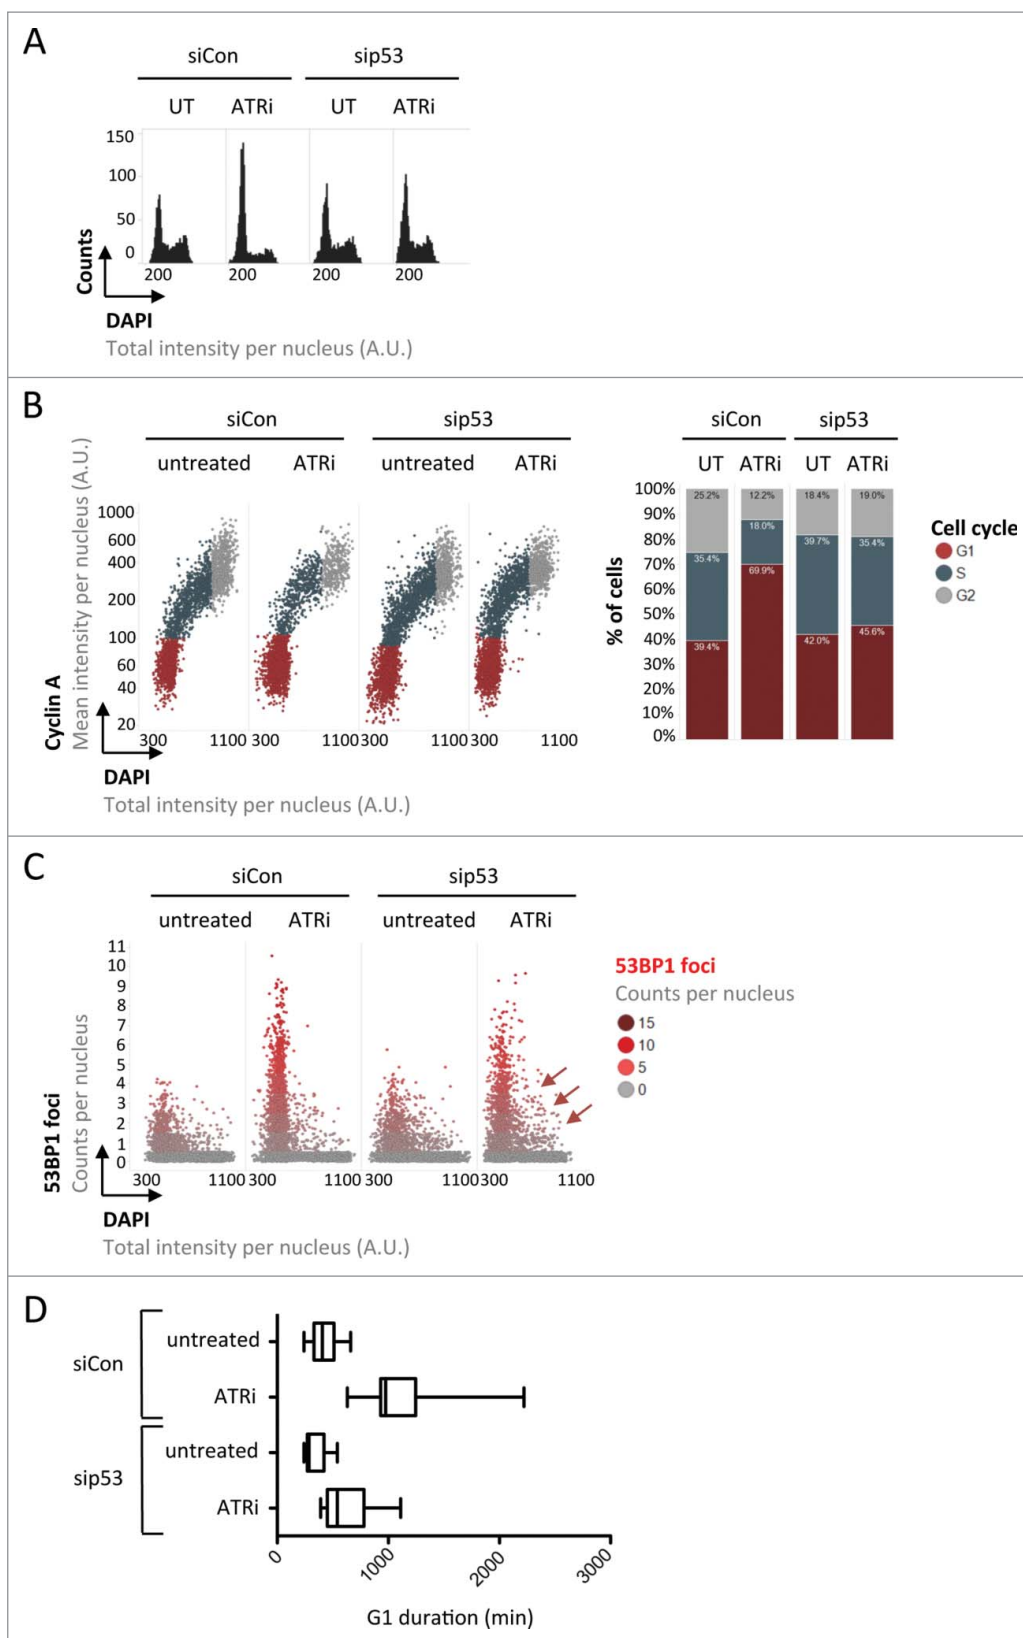 A
siCon sip53
UT ATRi UT ATRi
150
100
50
0
200 200 200 200
Counts
DAPI
Total intensity per nucleus (A.U.)
B
siCon sip53
untreated ATRi untreated ATRi
1000
600
400
200
100
60
40
20
300 1100 300 1100 300 1100 300 1100
Cyclin A
Mean intensity per nucleus (A.U.)
DAPI
Total intensity per nucleus (A.U.)
siCon sip53
UT ATRi UT ATRi
100%
90%
80%
70%
60%
50%
40%
30%
20%
10%
0%
% of cells
25.2% 12.2% 18.4% 19.0%
35.4% 18.0% 39.7% 35.4%
39.4% 69.9% 42.0% 45.6%
Cell cycle
G1
S
G2
C
siCon sip53
untreated ATRi untreated ATRi
11
10
9
8
7
6
5
4
3
2
1
0
300 1100 300 1100 300 1100 300 1100
53BP1 foci
Counts per nucleus
DAPI
Total intensity per nucleus (A.U.)
53BP1 foci
Counts per nucleus
15
10
5
0
D
siCon
untreated
ATRi
sip53
untreated
ATRi
0 1000 2000 3000
G1 duration (min)